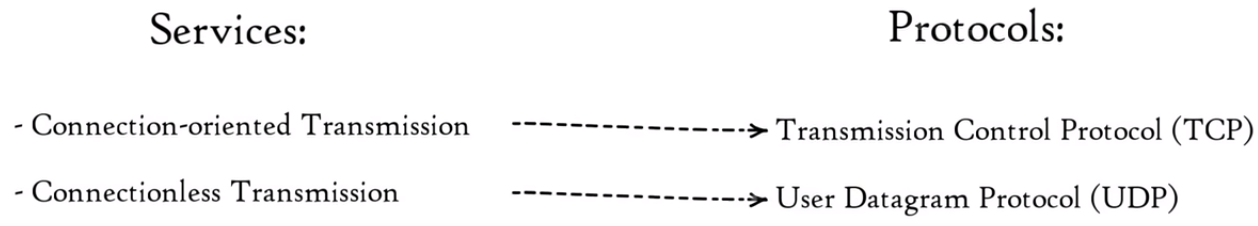 Services:
Protocols:
- Connection-oriented Transmission
Transmission Control Protocol (TCP)
- Connectionless Transmission
User Datagram Protocol (UDP)